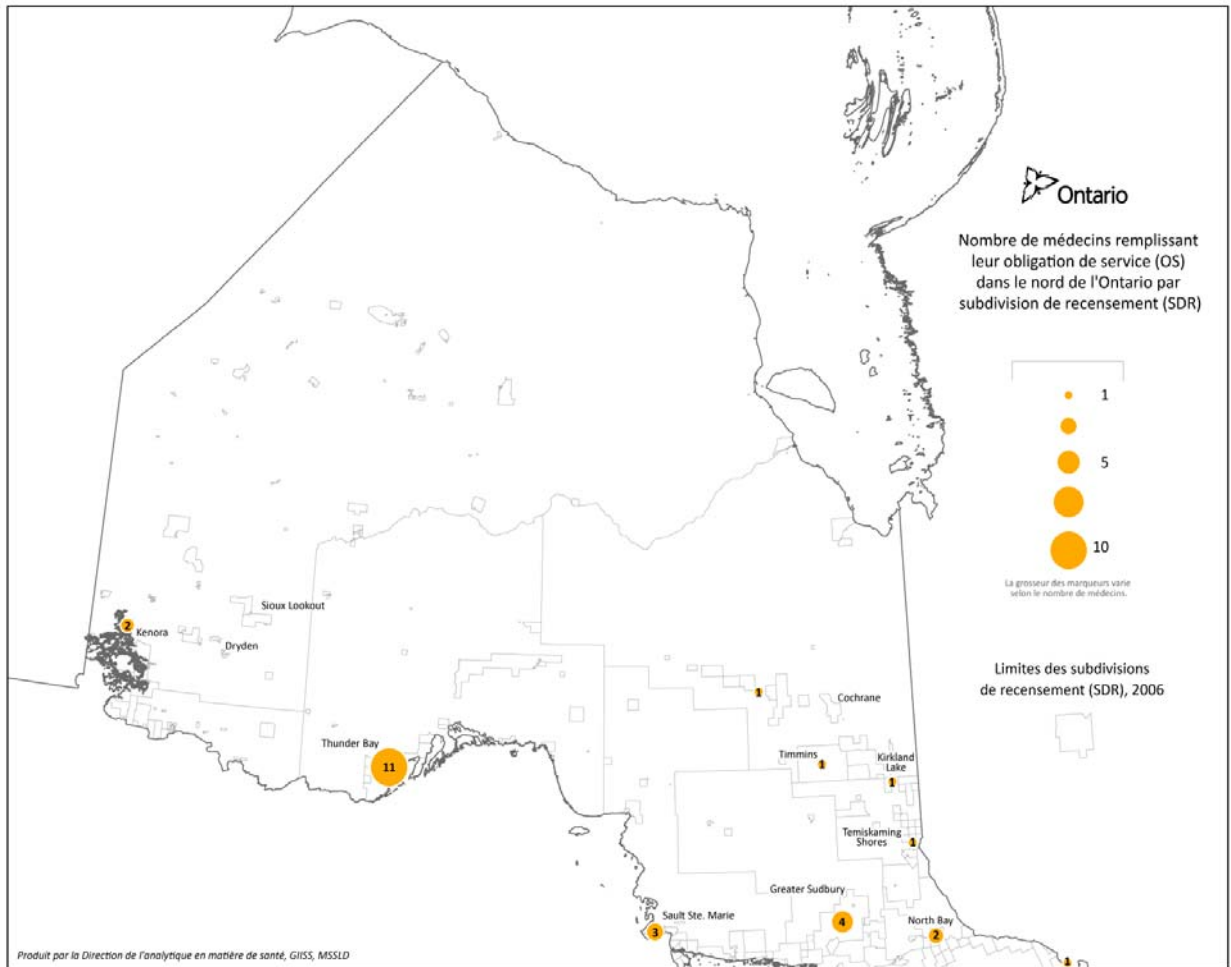 Ontario
Nombre de médecins remplissant
leur obligation de service (OS)
dans le nord de l'Ontario par
subdivision de recensement (SDR)
1
5
10
La grosseur des marqueurs varie
selon le nombre de médecins.
Limites des subdivisions
de recensement (SDR), 2006
Sioux Lookout
2
Kenora
Dryden
1
Cochrane
Thunder Bay
11
Timmins
1
Kirkland
Lake
1
Temiskaming
Shores
1
Greater Sudbury
4
Sault Ste. Marie
3
North Bay
2
1
Produit par la Direction de l'analytique en matière de santé, GIISS, MSSLD